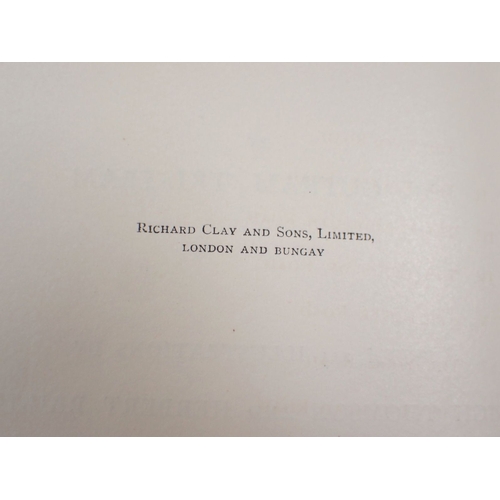 RICHARD CLAY AND SONS, LIMITED,
LONDON AND BUNGAY